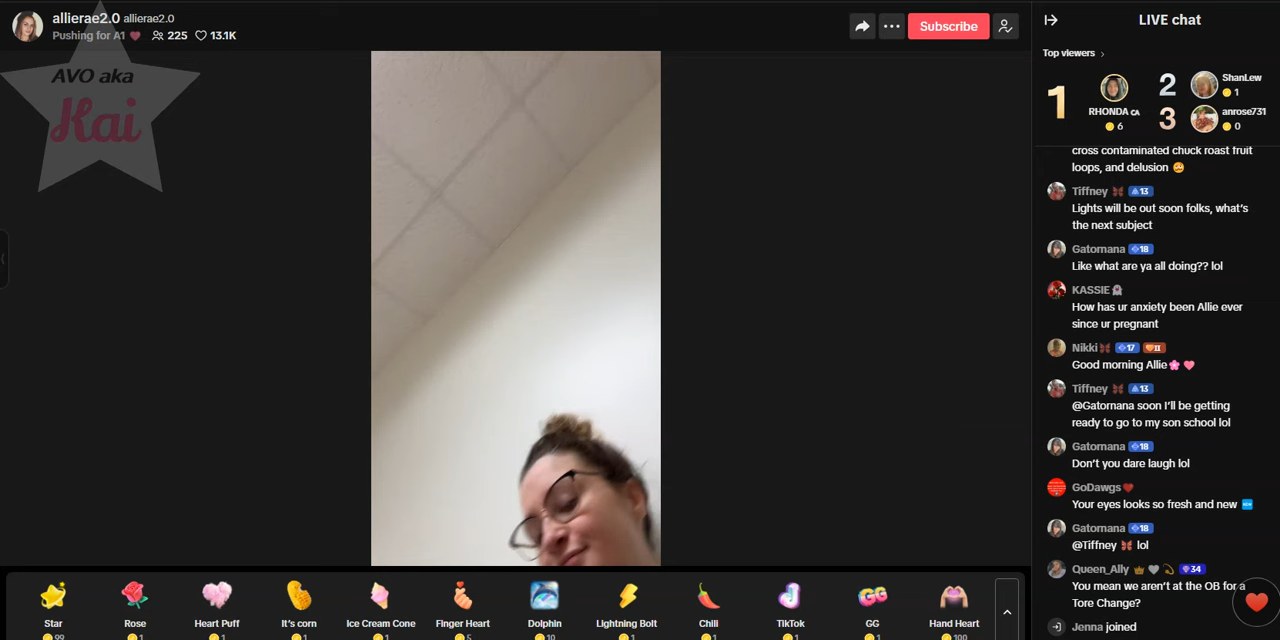 allierae2.0 allierae2.0
Pushing for A1 225 13.1K
Subscribe
AVO aka
Kai
LIVE chat
Top viewers
1
RHONDA CA
6
2
ShanLew
1
3
anrose731
0
cross contaminated chuck roast fruit
loops, and delusion
Tiffney 13
Lights will be out soon folks, what's
the next subject
Gatornana 18
Like what are ya all doing?? lol
KASSIE
How has ur anxiety been Allie ever
since ur pregnant
Nikki 17 II
Good morning Allie
Tiffney 13
@Gatornana soon I'll be getting
ready to go to my son school lol
Gatornana 18
Don't you dare laugh lol
GoDawgs
Your eyes looks so fresh and new
Gatornana 18
@Tiffney lol
Queen_Ally 34
You mean we aren't at the OB for a
Tore Change?
Jenna joined
Star Rose Heart Puff It's corn Ice Cream Cone Finger Heart Dolphin Lightning Bolt Chili TikTok GG Hand Heart
99 1 1 1 1 5 10 1 1 1 1 100